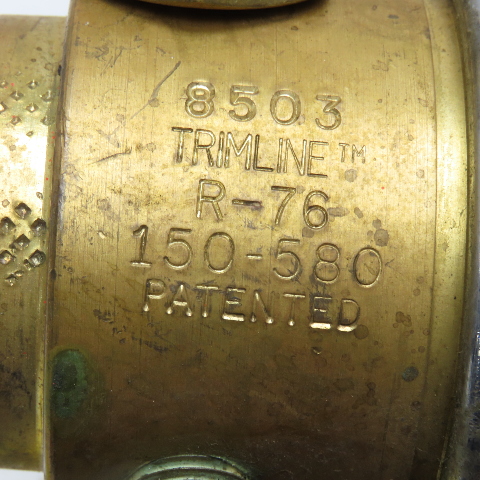 8503
TRIMLINE™
R-76
150-580
PATENTED